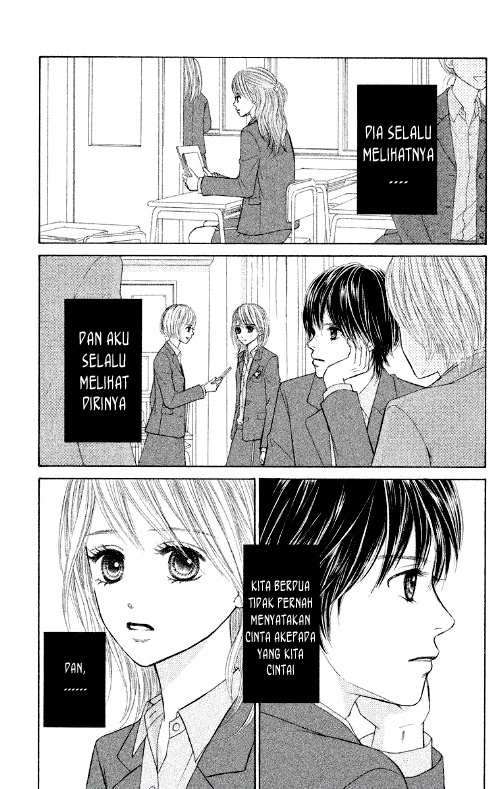 DIA SELALU
MELIHATNYA
....
DAN AKU
SELALU
MELIHAT
DIRINYA
DAN,
......
KITA BERDUA
TIDAK PERNAH
MENYATAKAN
CINTA AKEPADA
YANG KITA
CINTAI